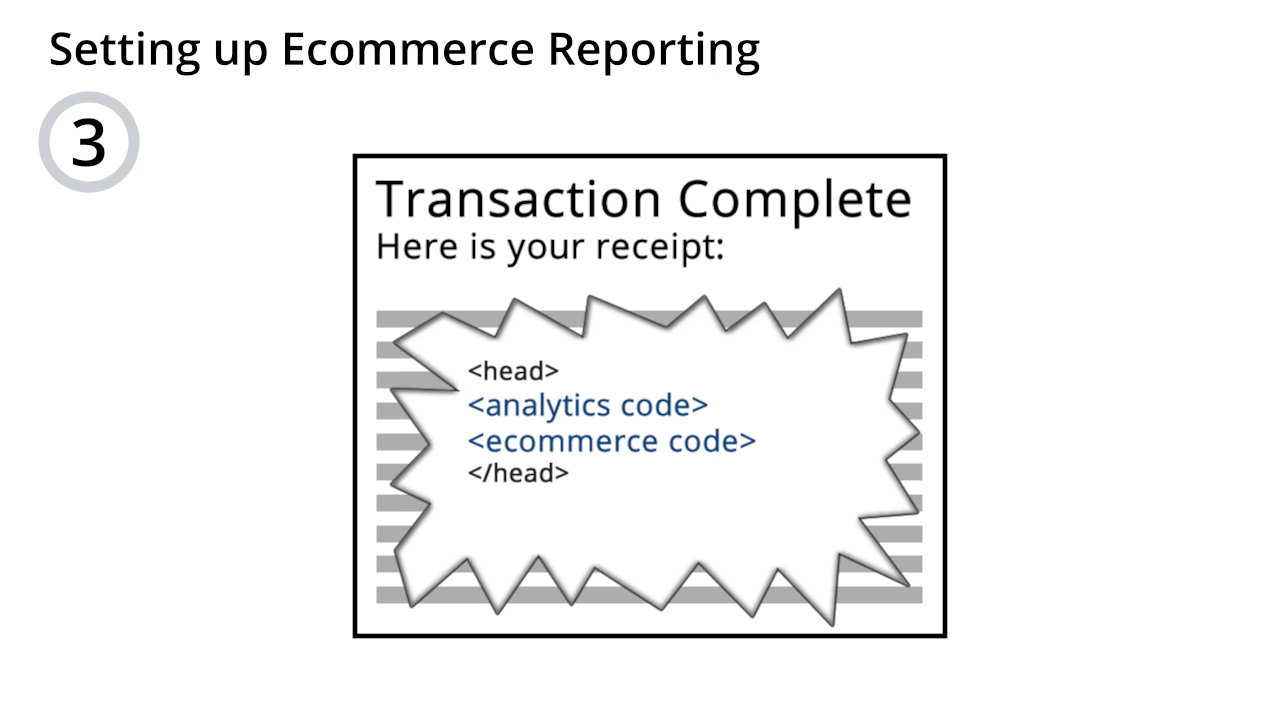 Setting up Ecommerce Reporting
3
Transaction Complete
Here is your receipt:
<head>
<analytics code>
<ecommerce code>
</head>